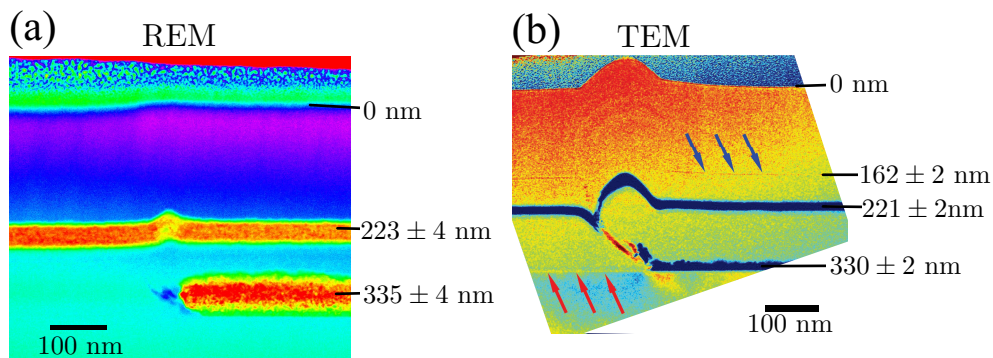 (a)
REM
0 nm
223 ± 4 nm
335 ± 4 nm
100 nm
(b)
TEM
0 nm
162 ± 2 nm
221 ± 2nm
330 ± 2 nm
100 nm